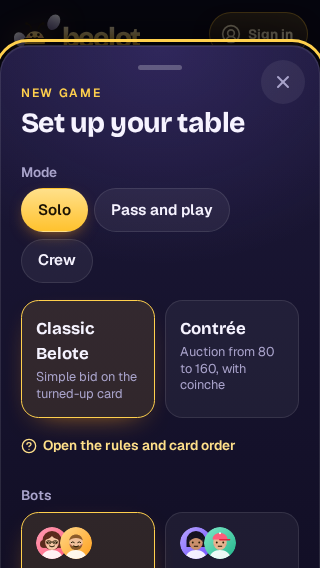 beelot
Sign in
NEW GAME
Set up your table
Mode
Solo
Pass and play
Crew
Classic
Belote
Simple bid on the
turned-up card
Contrée
Auction from 80
to 160, with
coinche
Open the rules and card order
Bots